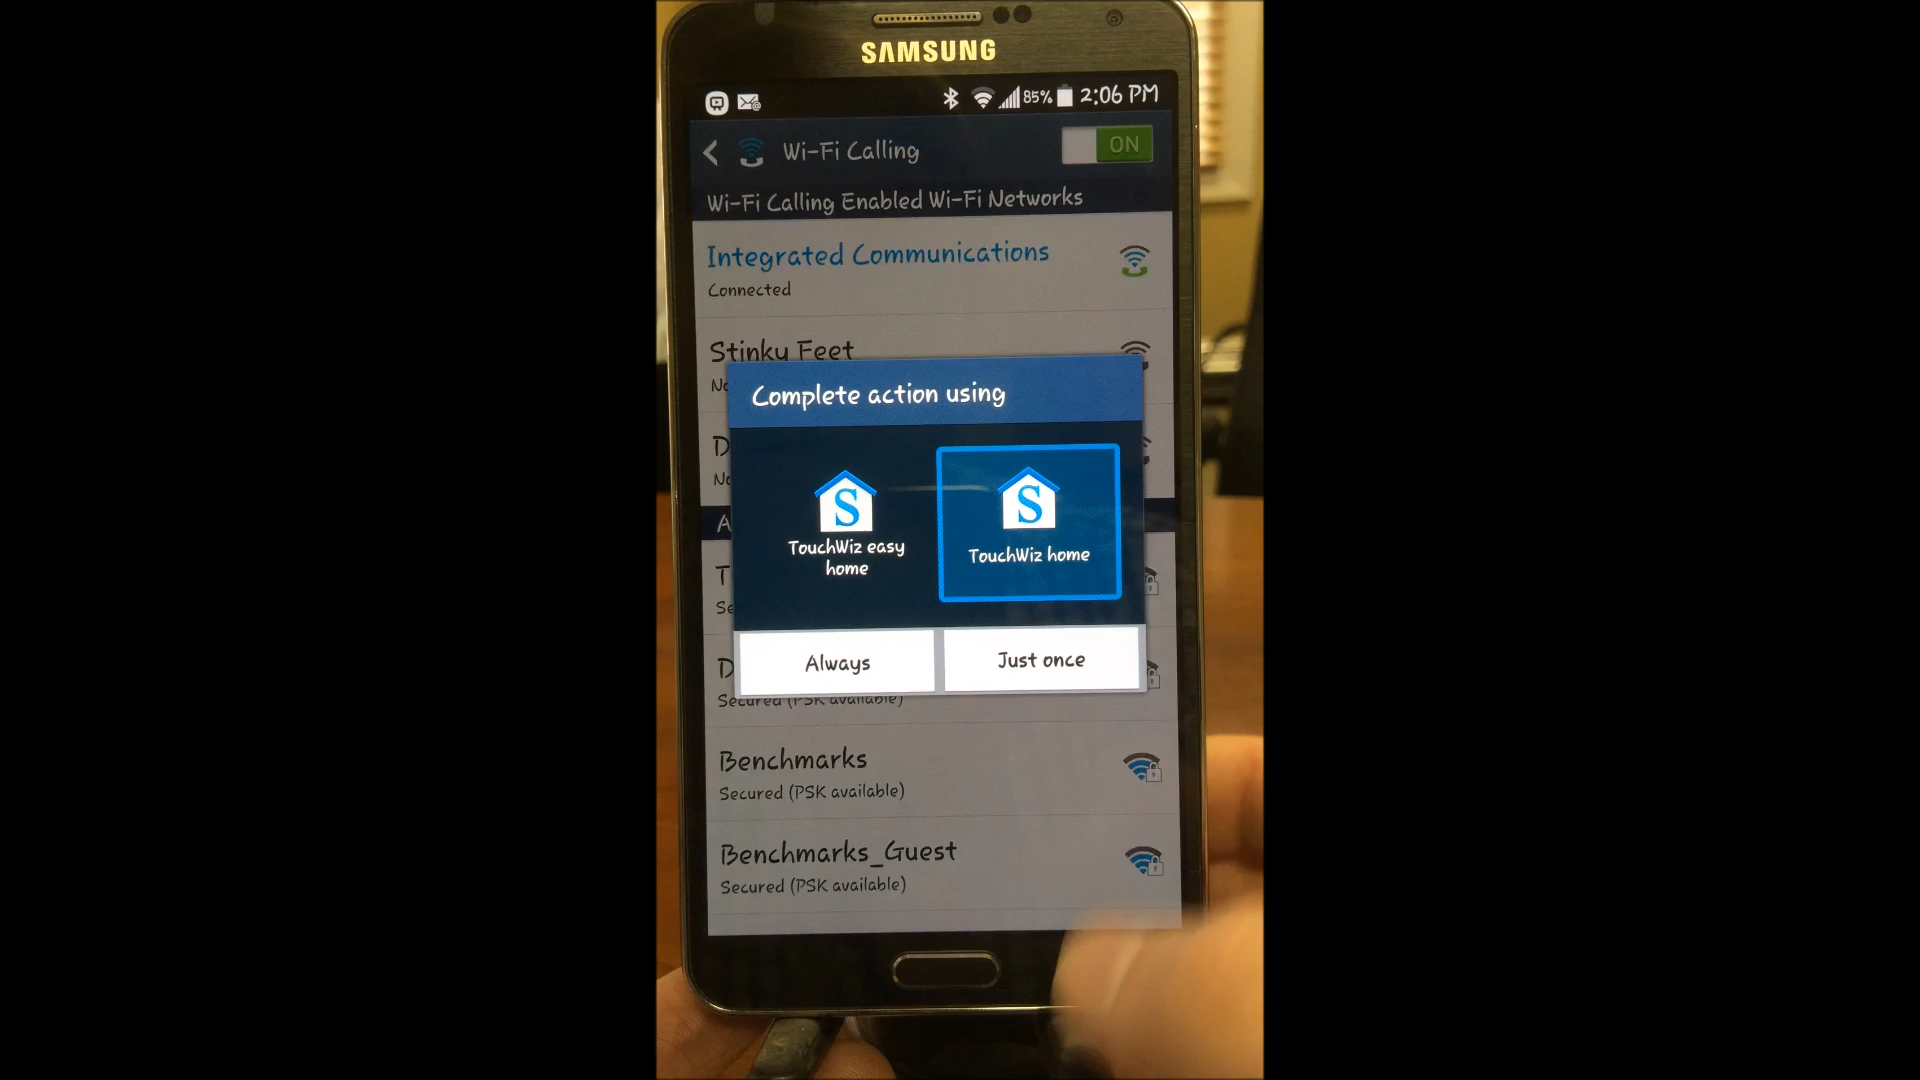 SAMSUNG
85% 2:06 PM
Wi-Fi Calling ON
Wi-Fi Calling Enabled Wi-Fi Networks
Integrated Communications
Connected
Stinky Feet
Complete action using
TouchWiz easy
home
TouchWiz home
Always
Just once
Secured (PSK available)
Benchmarks
Secured (PSK available)
Benchmarks_Guest
Secured (PSK available)